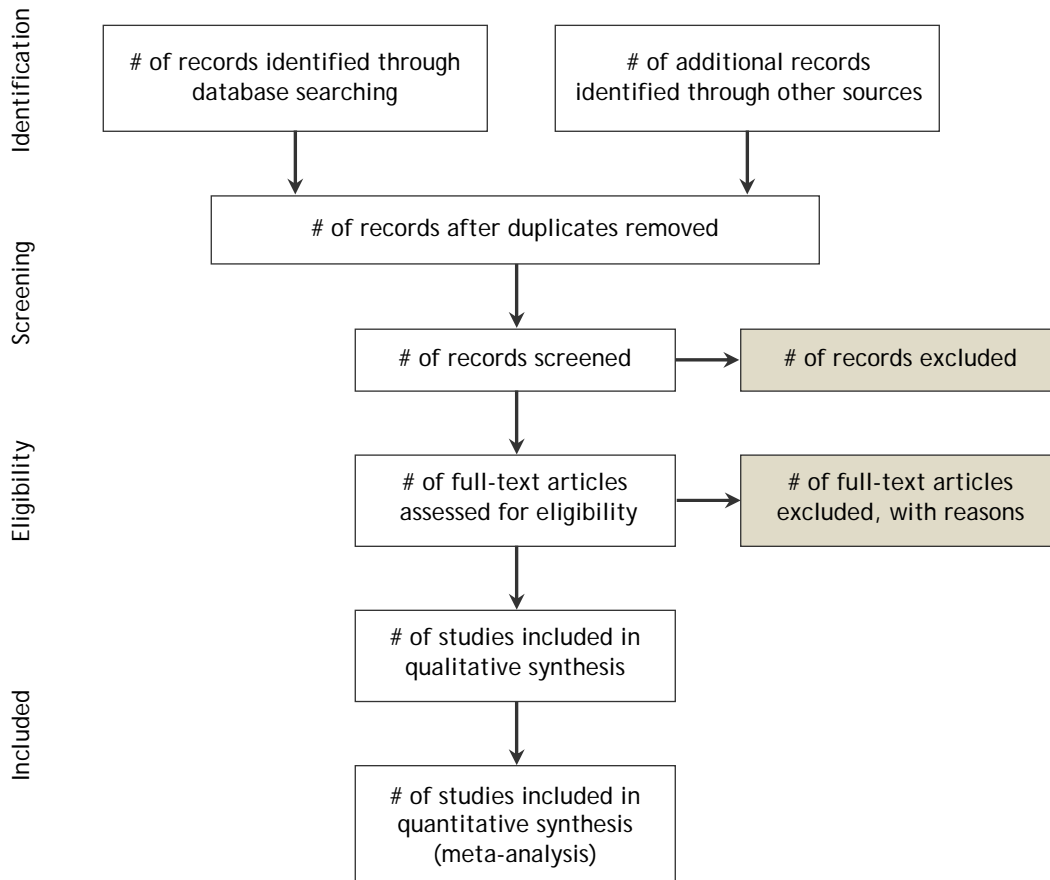 Identification
# of records identified through
database searching
# of additional records
identified through other sources
Screening
# of records after duplicates removed
# of records screened
# of records excluded
Eligibility
# of full-text articles
assessed for eligibility
# of full-text articles
excluded, with reasons
Included
# of studies included in
qualitative synthesis
# of studies included in
quantitative synthesis
(meta-analysis)